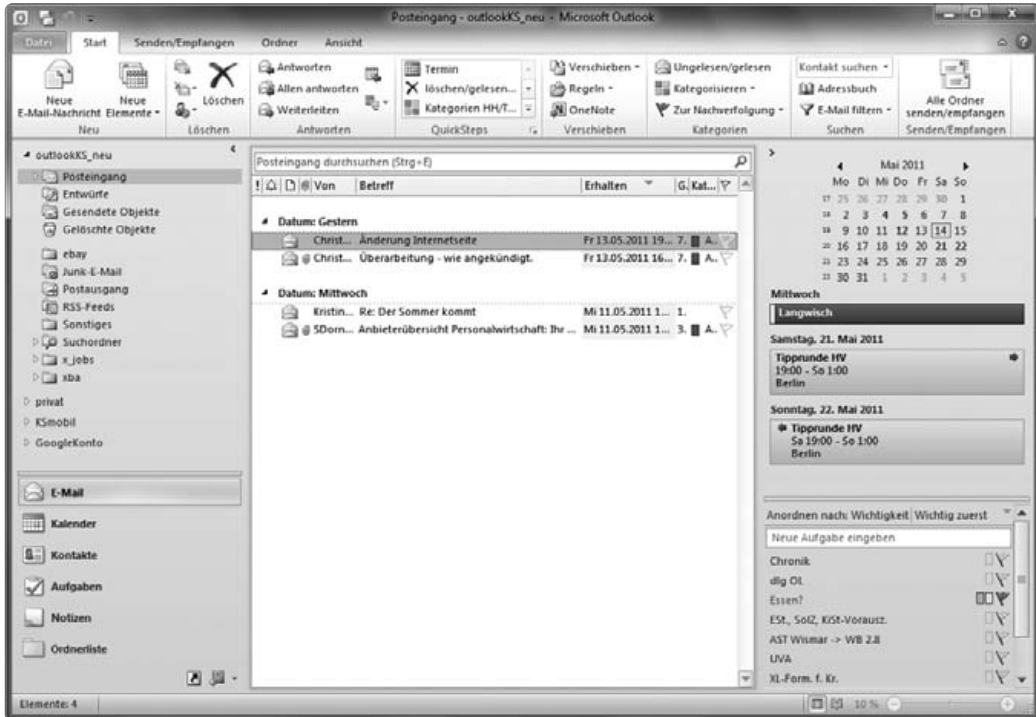 Posteingang - outlookKS_neu - Microsoft Outlook
Datei Start Senden/Empfangen Ordner Ansicht
Neue E-Mail-Nachricht
Neue Elemente
Neu
Löschen
Löschen
Antworten
Allen antworten
Weiterleiten
Antworten
Termin
löschen/gelesen...
Kategorien HH/T...
QuickSteps
Verschieben
Regeln
OneNote
Verschieben
Ungelesen/gelesen
Kategorisieren
Zur Nachverfolgung
Kategorien
Kontakt suchen
Adressbuch
E-Mail filtern
Suchen
Alle Ordner
senden/empfangen
Senden/Empfangen
outlookKS_neu
Posteingang
Entwürfe
Gesendete Objekte
Gelöschte Objekte
ebay
Junk-E-Mail
Postausgang
RSS-Feeds
Sonstiges
Suchordner
x_jobs
xba
privat
KSmobil
GoogleKonto
E-Mail
Kalender
Kontakte
Aufgaben
Notizen
Ordnerliste
Posteingang durchsuchen (Strg+E)
Von Betreff Erhalten G. Kat...
Datum: Gestern
Christ... Änderung Internetseite Fr 13.05.2011 19... 7. A...
Christ... Überarbeitung - wie angekündigt. Fr 13.05.2011 16... 7. A...
Datum: Mittwoch
Kristin... Re: Der Sommer kommt Mi 11.05.2011 1... 1.
5Dorn... Anbieterübersicht Personalwirtschaft: Ihr ... Mi 11.05.2011 1... 3. A...
Mai 2011
Mo Di Mi Do Fr Sa So
17 25 26 27 28 29 30 1
18 2 3 4 5 6 7 8
19 9 10 11 12 13 14 15
20 16 17 18 19 20 21 22
21 23 24 25 26 27 28 29
22 30 31 1 2 3 4 5
Mittwoch
Langwisch
Samstag, 21. Mai 2011
Tipprunde HV
19:00 - So 1:00
Berlin
Sonntag, 22. Mai 2011
Tipprunde HV
Sa 19:00 - So 1:00
Berlin
Anordnen nach: Wichtigkeit Wichtig zuerst
Neue Aufgabe eingeben
Chronik
dlg OL
Essen?
ESt., SolZ, KiSt-Vorausz.
AST Wismar -> WB 2.8
UVA
XL-Form. f. Kr.
Elemente: 4
10 %